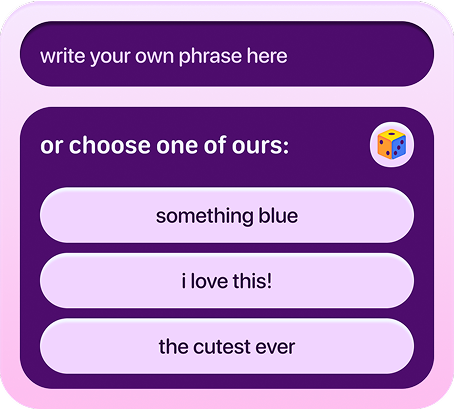 write your own phrase here
or choose one of ours:
something blue
i love this!
the cutest ever